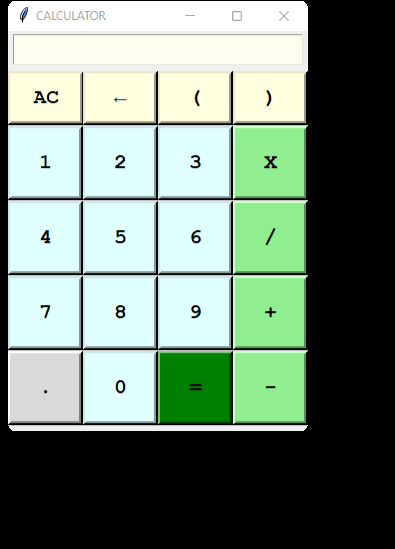 CALCULATOR
AC ← ( )
1 2 3 x
4 5 6 /
7 8 9 +
. 0 = -